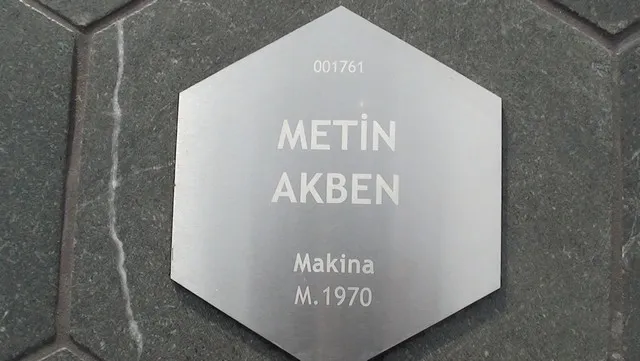 001761
METİN
AKBEN
Makina
M.1970